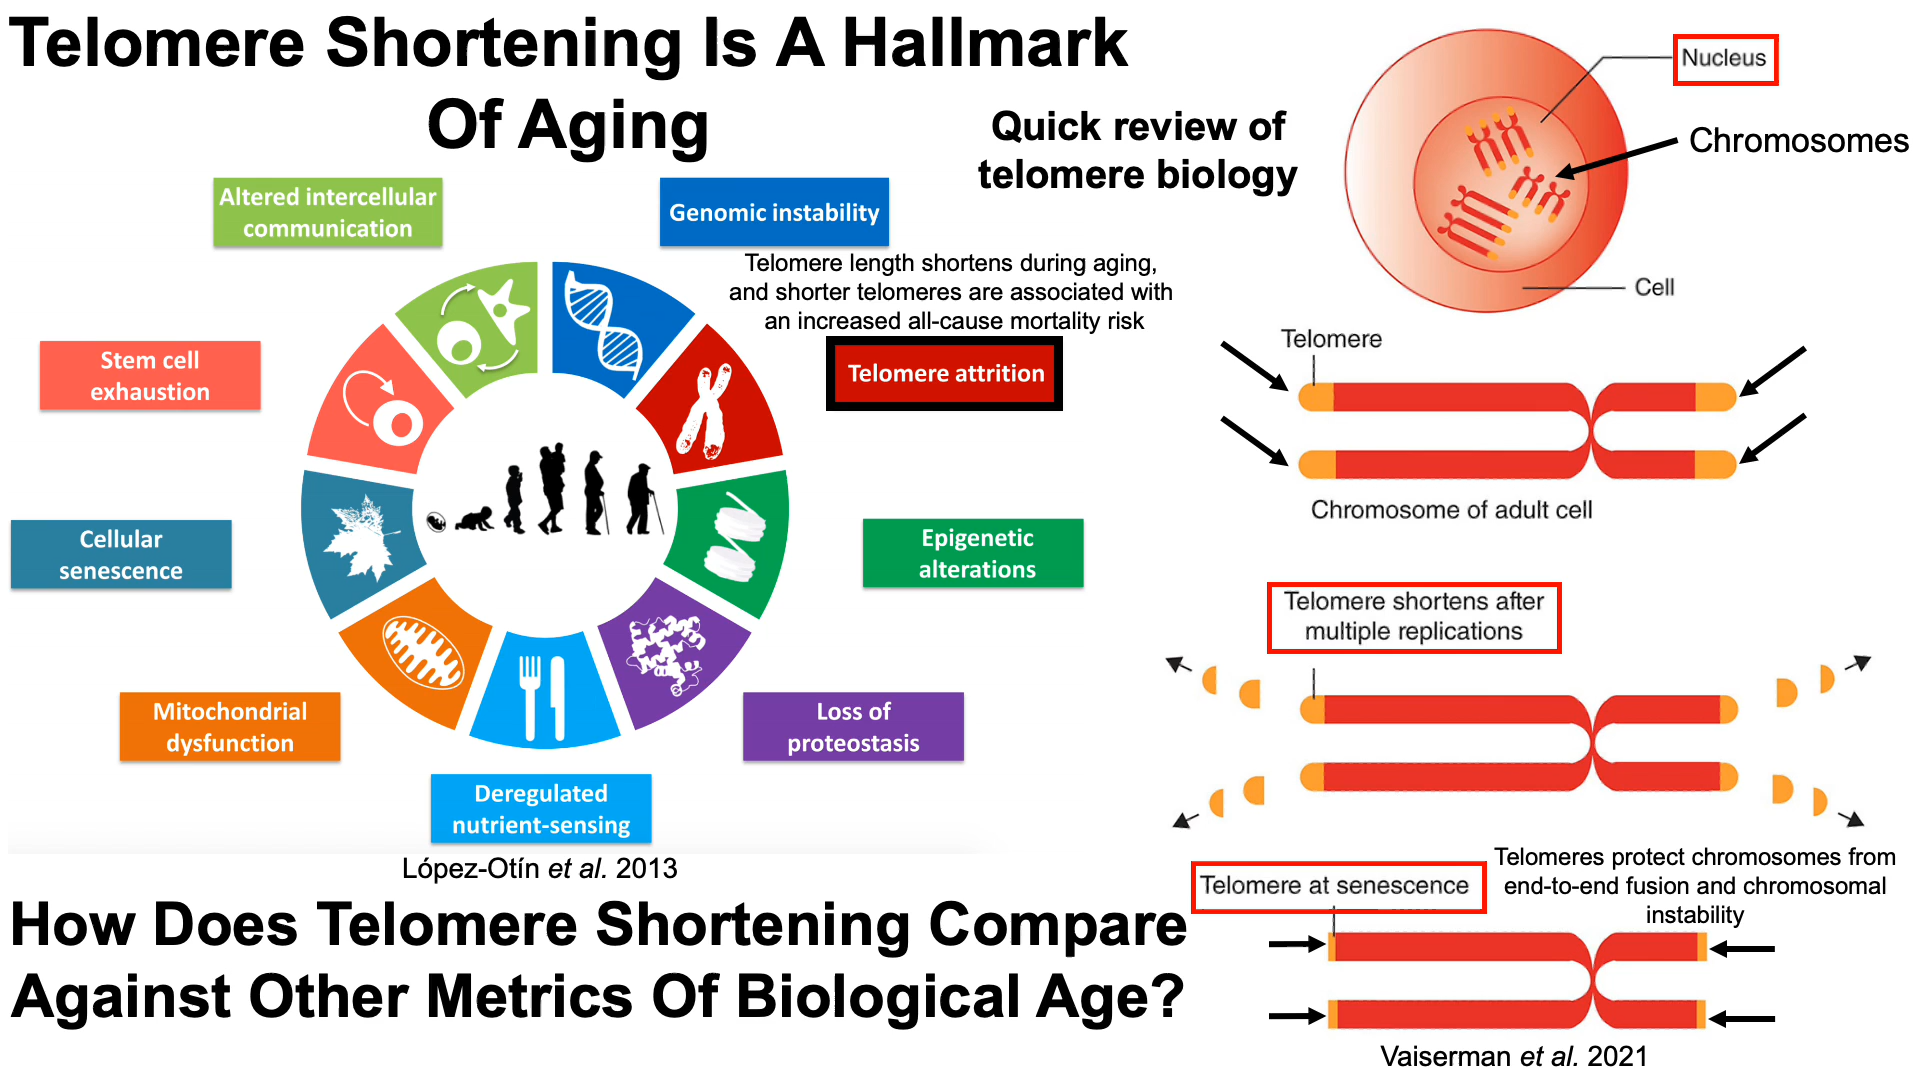 Telomere Shortening Is A Hallmark
Of Aging
Quick review of
telomere biology
Nucleus
Chromosomes
Cell
Altered intercellular
communication
Genomic instability
Telomere length shortens during aging,
and shorter telomeres are associated with
an increased all-cause mortality risk
Telomere attrition
Stem cell
exhaustion
Cellular
senescence
Epigenetic
alterations
Mitochondrial
dysfunction
Loss of
proteostasis
Deregulated
nutrient-sensing
López-Otín et al. 2013
Telomere
Chromosome of adult cell
Telomere shortens after
multiple replications
Telomere at senescence
Telomeres protect chromosomes from
end-to-end fusion and chromosomal
instability
Vaiserman et al. 2021
How Does Telomere Shortening Compare
Against Other Metrics Of Biological Age?